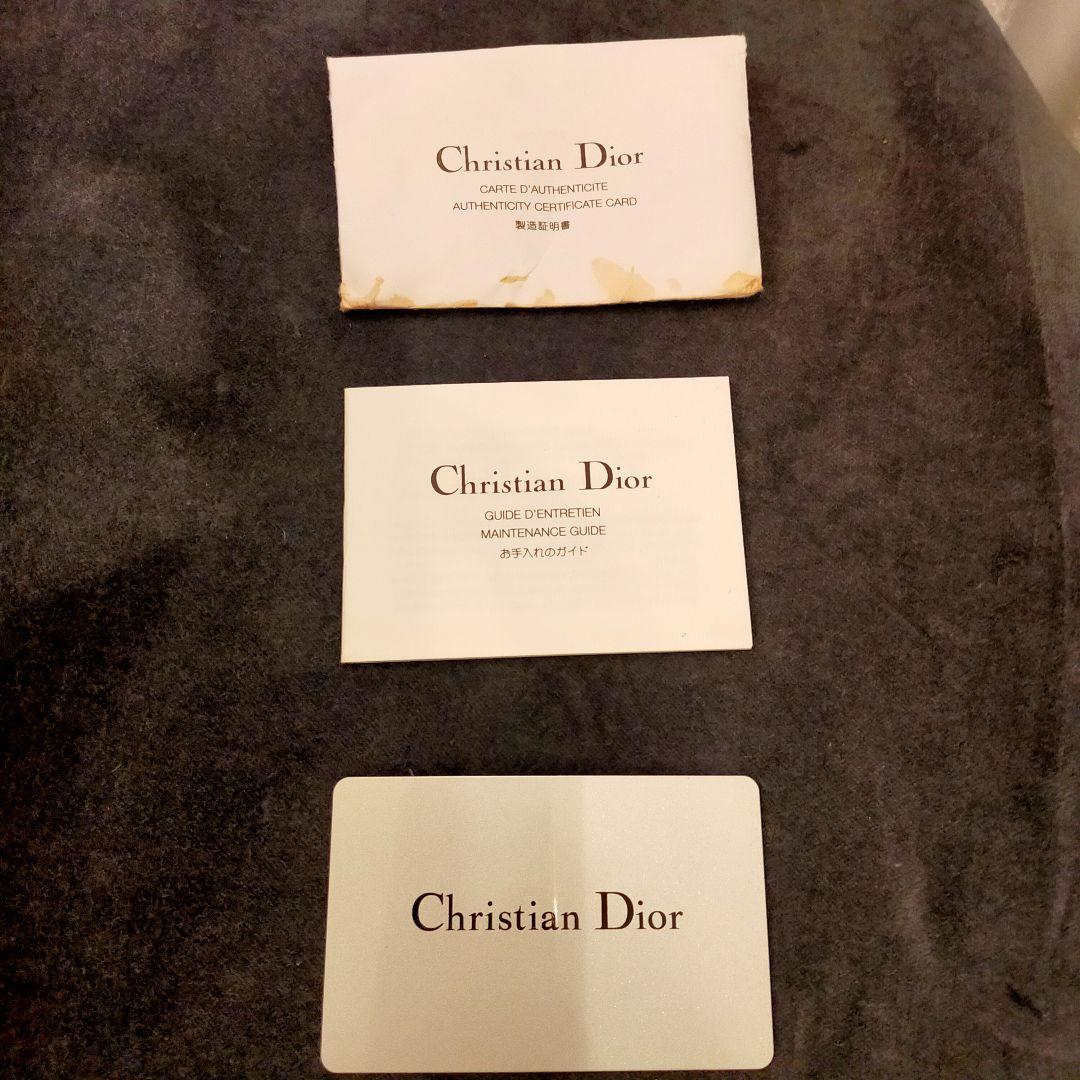 Christian Dior
CARTE D'AUTHENTICITE
AUTHENTICITY CERTIFICATE CARD
製造証明書
Christian Dior
GUIDE D'ENTRETIEN
MAINTENANCE GUIDE
お手入れのガイド
Christian Dior